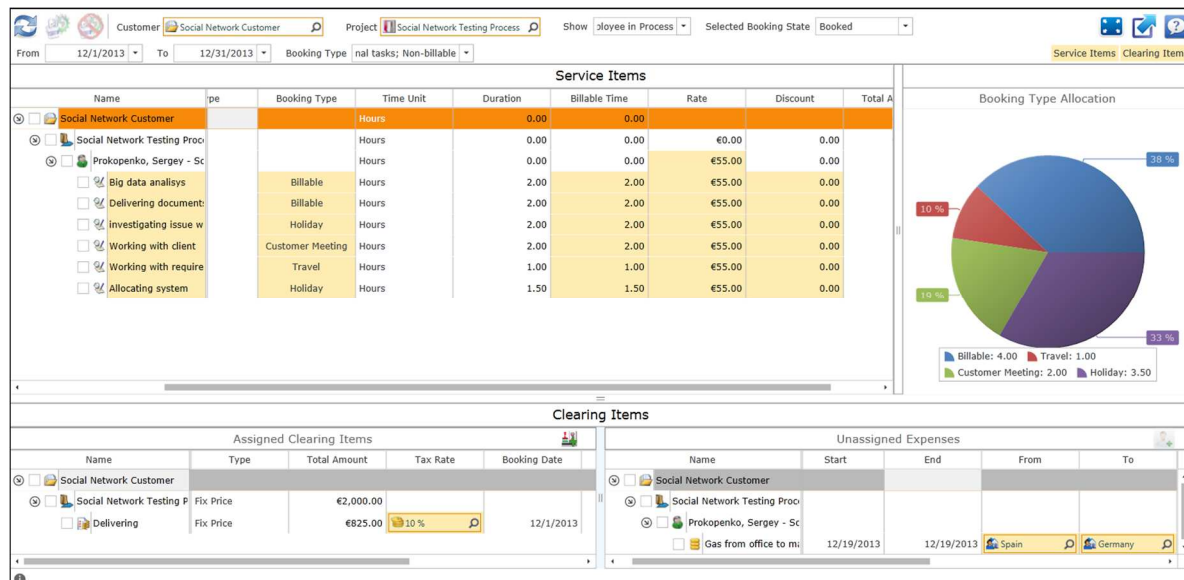 Customer Social Network Customer Project Social Network Testing Process Show ployee in Process Selected Booking State Booked
From 12/1/2013 To 12/31/2013 Booking Type nal tasks; Non-billable Service Items Clearing Item
Service Items
Name pe Booking Type Time Unit Duration Billable Time Rate Discount Total A
Social Network Customer Hours 0.00 0.00
Social Network Testing Proc Hours 0.00 0.00 €0.00 0.00
Prokopenko, Sergey - Sc Hours 0.00 0.00 €55.00 0.00
Big data analisys Billable Hours 2.00 2.00 €55.00 0.00
Delivering document Billable Hours 2.00 2.00 €55.00 0.00
investigating issue w Holiday Hours 2.00 2.00 €55.00 0.00
Working with client Customer Meeting Hours 2.00 2.00 €55.00 0.00
Working with require Travel Hours 1.00 1.00 €55.00 0.00
Allocating system Holiday Hours 1.50 1.50 €55.00 0.00
Booking Type Allocation
38 %
10 %
19 %
33 %
Billable: 4.00 Travel: 1.00
Customer Meeting: 2.00 Holiday: 3.50
Clearing Items
Assigned Clearing Items
Name Type Total Amount Tax Rate Booking Date
Social Network Customer
Social Network Testing P Fix Price €2,000.00
Delivering Fix Price €825.00 10 % 12/1/2013
Unassigned Expenses
Name Start End From To
Social Network Customer
Social Network Testing Proc
Prokopenko, Sergey - Sc
Gas from office to ma 12/19/2013 12/19/2013 Spain Germany